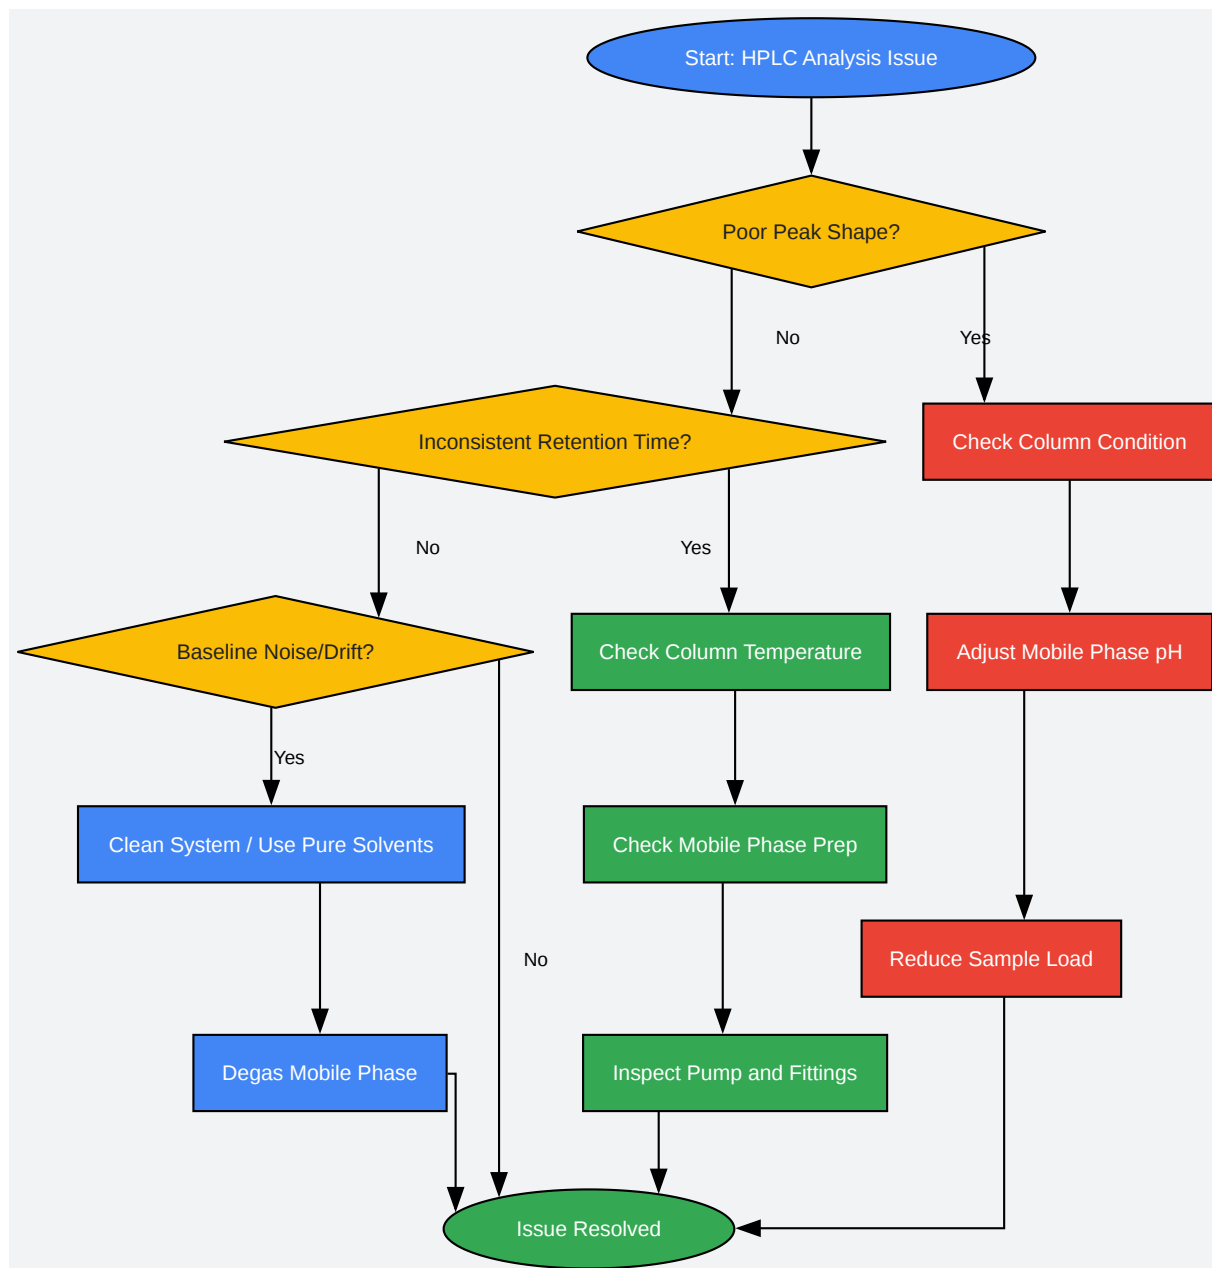 Start: HPLC Analysis Issue
Poor Peak Shape?
No
Yes
Inconsistent Retention Time?
Check Column Condition
No
Yes
Baseline Noise/Drift?
Check Column Temperature
Adjust Mobile Phase pH
Yes
Clean System / Use Pure Solvents
Check Mobile Phase Prep
No
Reduce Sample Load
Degas Mobile Phase
Inspect Pump and Fittings
Issue Resolved